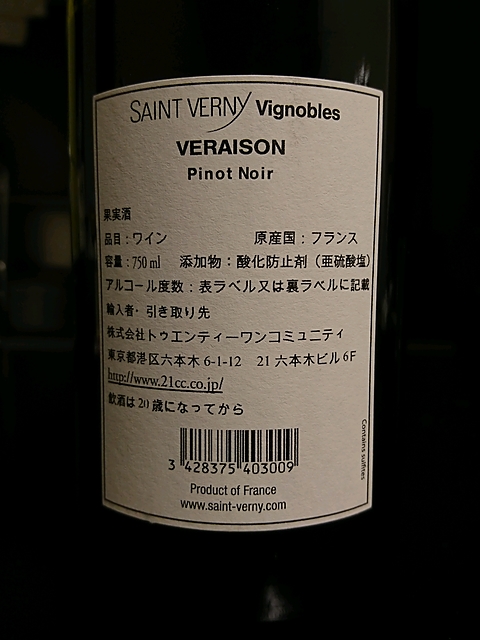 SAINT VERNY Vignobles
VERAISON
Pinot Noir
果実酒
品目：ワイン 原産国：フランス
容量：750 ml 添加物：酸化防止剤（亜硫酸塩）
アルコール度数：表ラベル又は裏ラベルに記載
輸入者・引き取り先
株式会社トゥエンティーワンコミュニティ
東京都港区六本木 6-1-12 21 六本木ビル 6F
http://www.21cc.co.jp/
飲酒は 20 歳になってから
Contains sulfites
3 428375 403009
Product of France
www.saint-verny.com